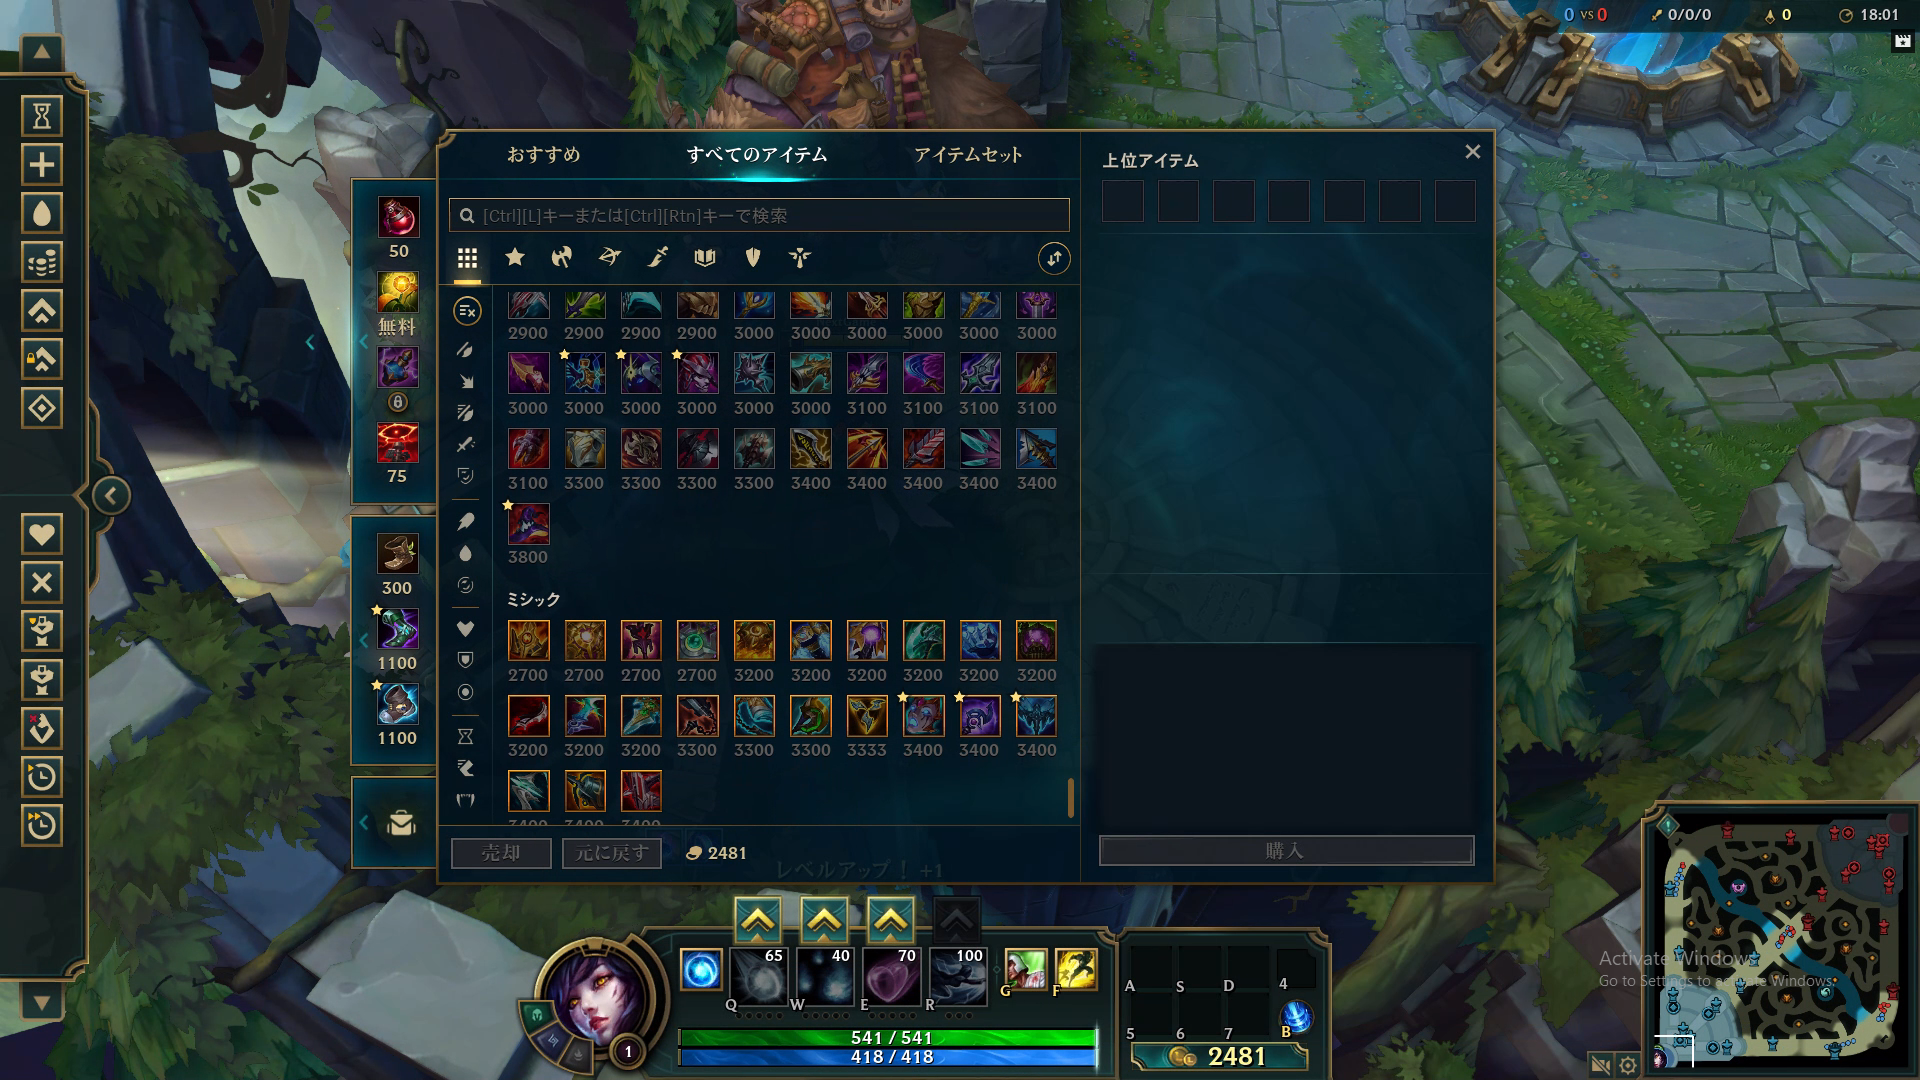 0 vs 0 0/0/0 0 18:01
おすすめ すべてのアイテム アイテムセット
上位アイテム
[Ctrl][L]キーまたは[Ctrl][Rtn]キーで検索
50
無料
75
300
1100
1100
2900 2900 2900 2900 3000 3000 3000 3000 3000 3000
3000 3000 3000 3000 3000 3000 3100 3100 3100 3100
3100 3300 3300 3300 3300 3400 3400 3400 3400 3400
3800
ミシック
2700 2700 2700 2700 3200 3200 3200 3200 3200 3200
3200 3200 3200 3300 3300 3300 3333 3400 3400 3400
3400 3400 3400
売却 元に戻す 2481
購入
レベルアップ！ +1
65 40 70 100
Q W E R G F
A S D 4
5 6 7 B
541 / 541
418 / 418
1
2481
Activate Windows
Go to Settings to activate Windows.